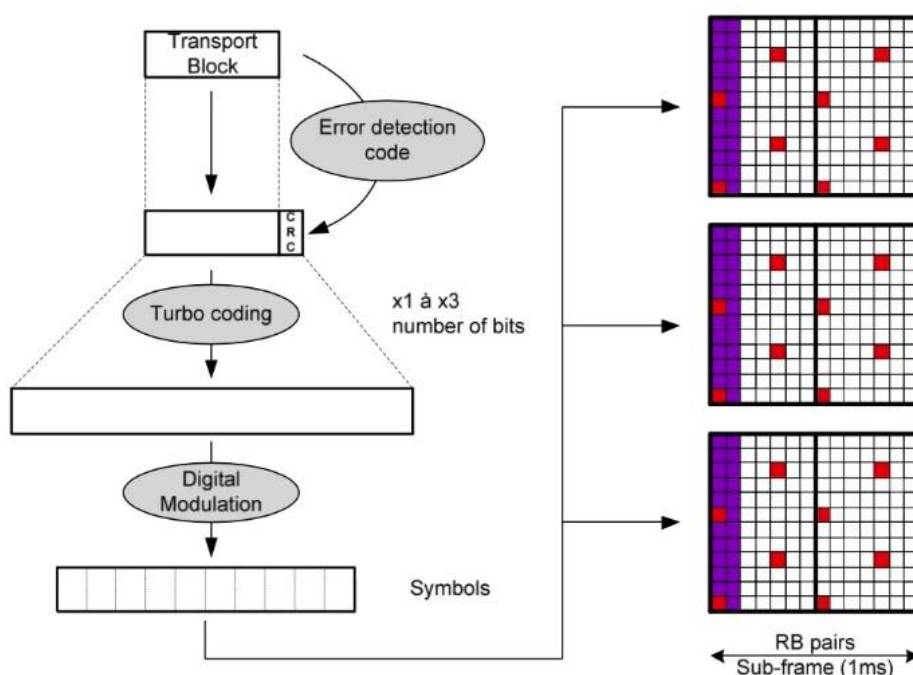 Transport
Block
Error detection
code
C
R
C
Turbo coding
x1 à x3
number of bits
Digital
Modulation
Symbols
RB pairs
Sub-frame (1ms)